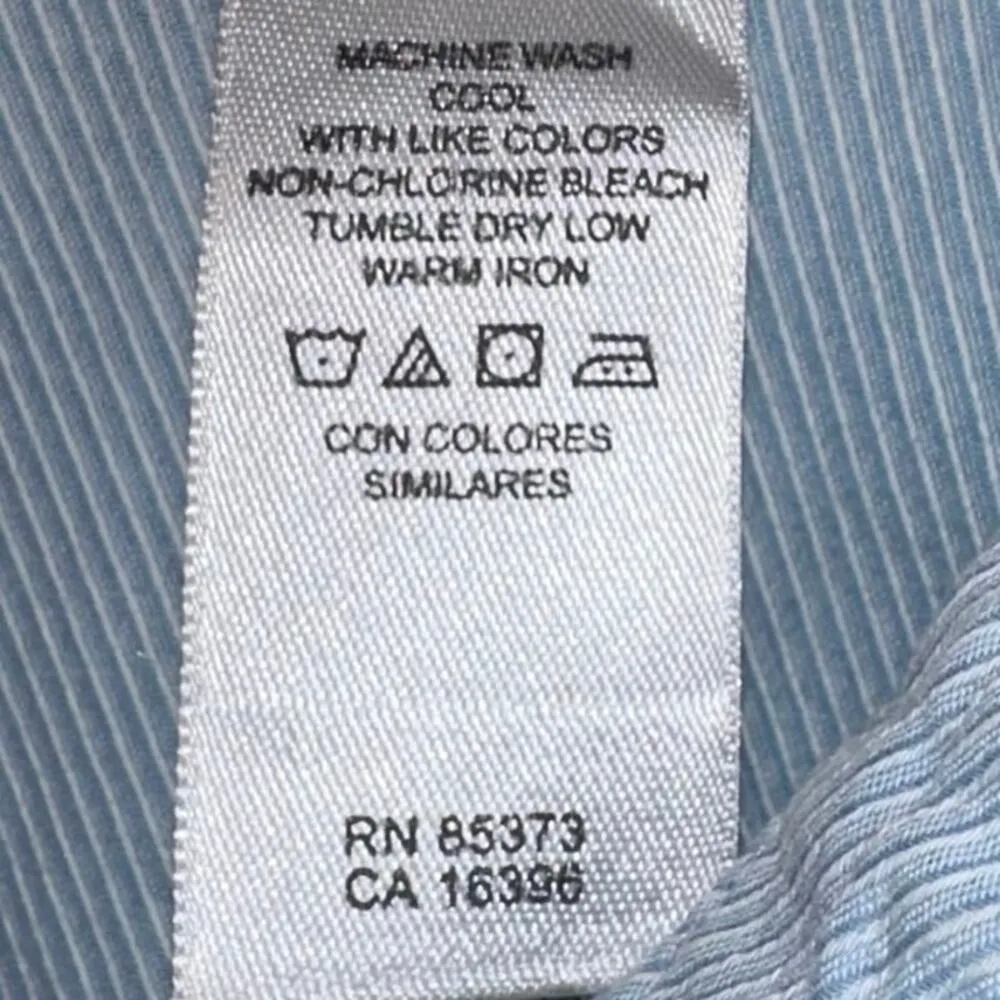 MACHINE WASH
COOL
WITH LIKE COLORS
NON-CHLORINE BLEACH
TUMBLE DRY LOW
WARM IRON
CON COLORES
SIMILARES
RN 85373
CA 16396